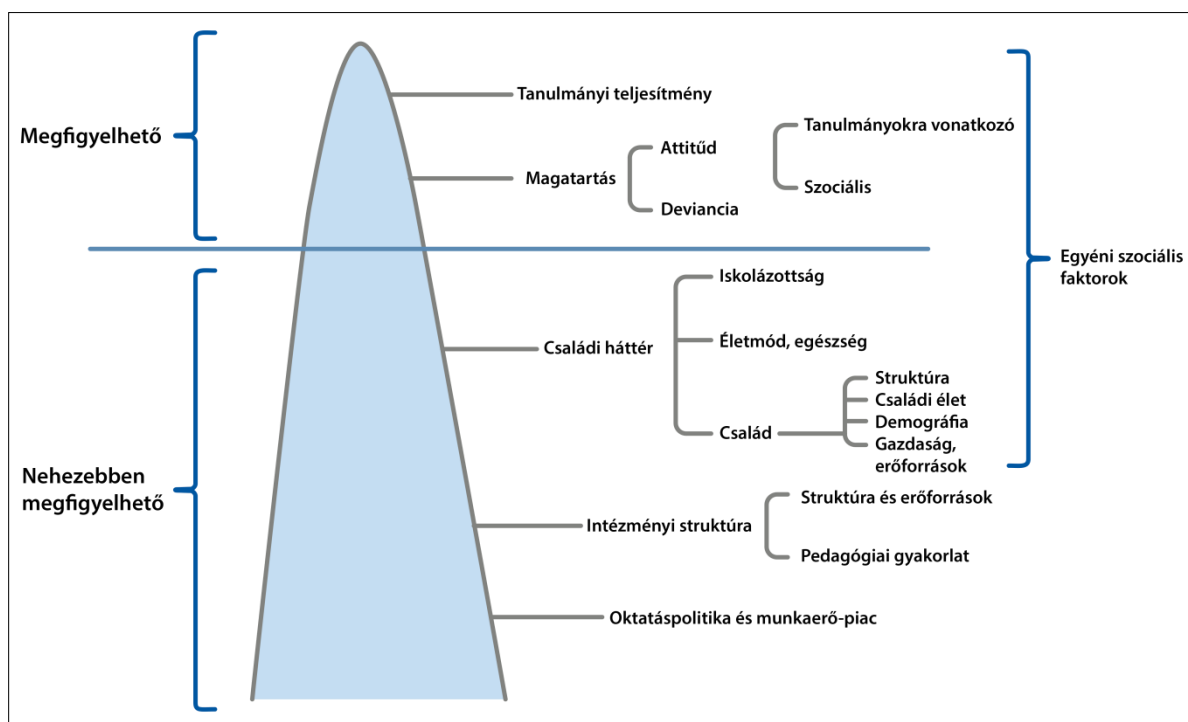 Megfigyelhető
Tanulmányi teljesítmény
Magatartás
Attitűd
Deviancia
Tanulmányokra vonatkozó
Szociális
Egyéni szociális
faktorok
Nehezebben
megfigyelhető
Családi háttér
Iskolázottság
Életmód, egészség
Család
Struktúra
Családi élet
Demográfia
Gazdaság,
erőforrások
Intézményi struktúra
Struktúra és erőforrások
Pedagógiai gyakorlat
Oktatáspolitika és munkaerő-piac